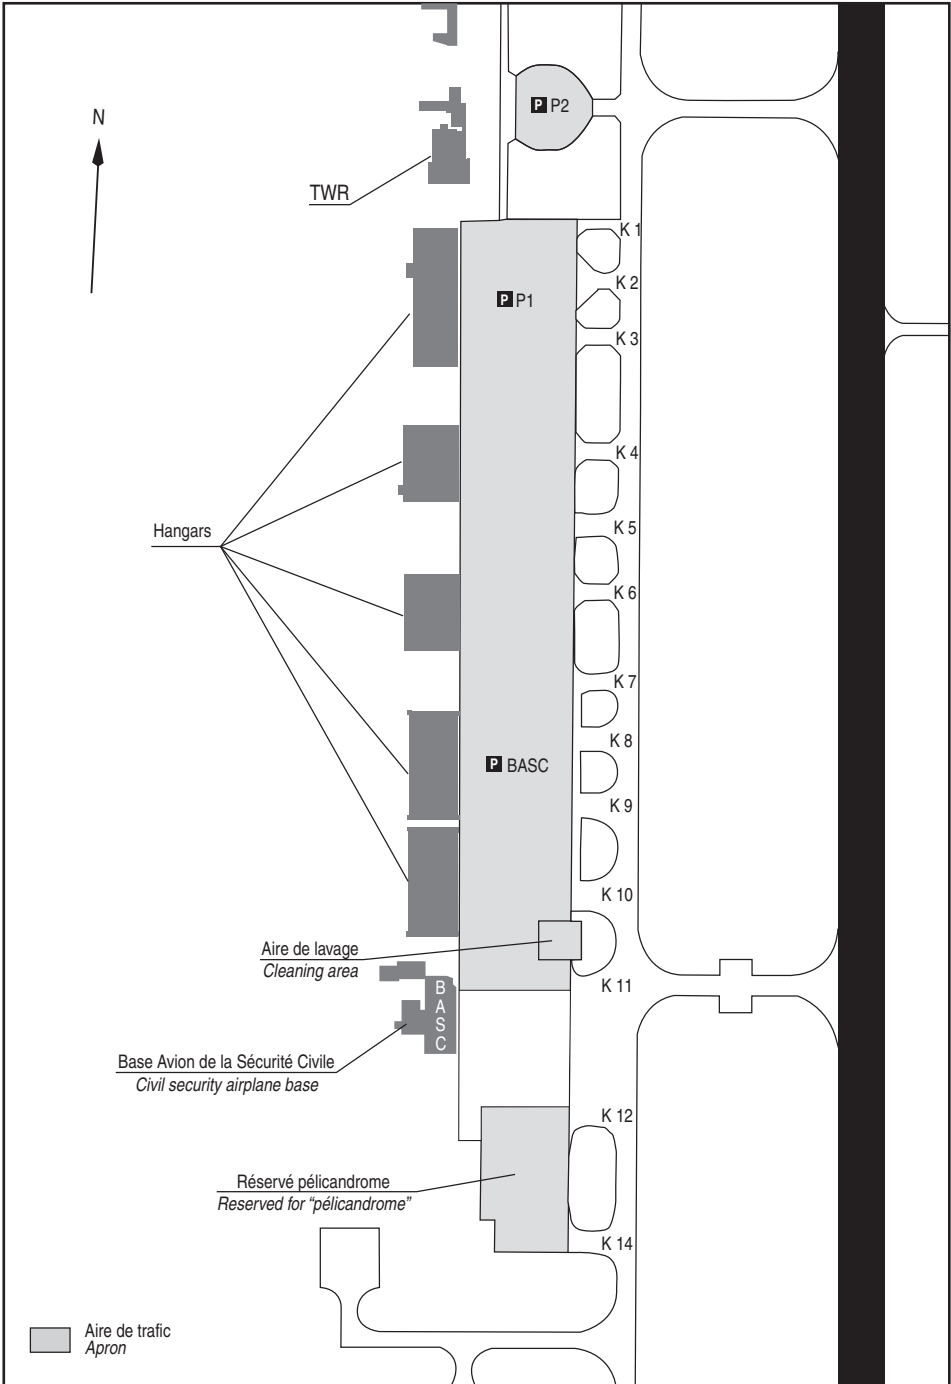 P P2
N
TWR
K 1
K 2
P P1
K 3
K 4
Hangars
K 5
K 6
K 7
K 8
P BASC
K 9
K 10
Aire de lavage
Cleaning area
K 11
B
A
S
C
Base Avion de la Sécurité Civile
Civil security airplane base
K 12
Réservé pélicandrome
Reserved for “pélicandrome”
K 14
Aire de trafic
Apron